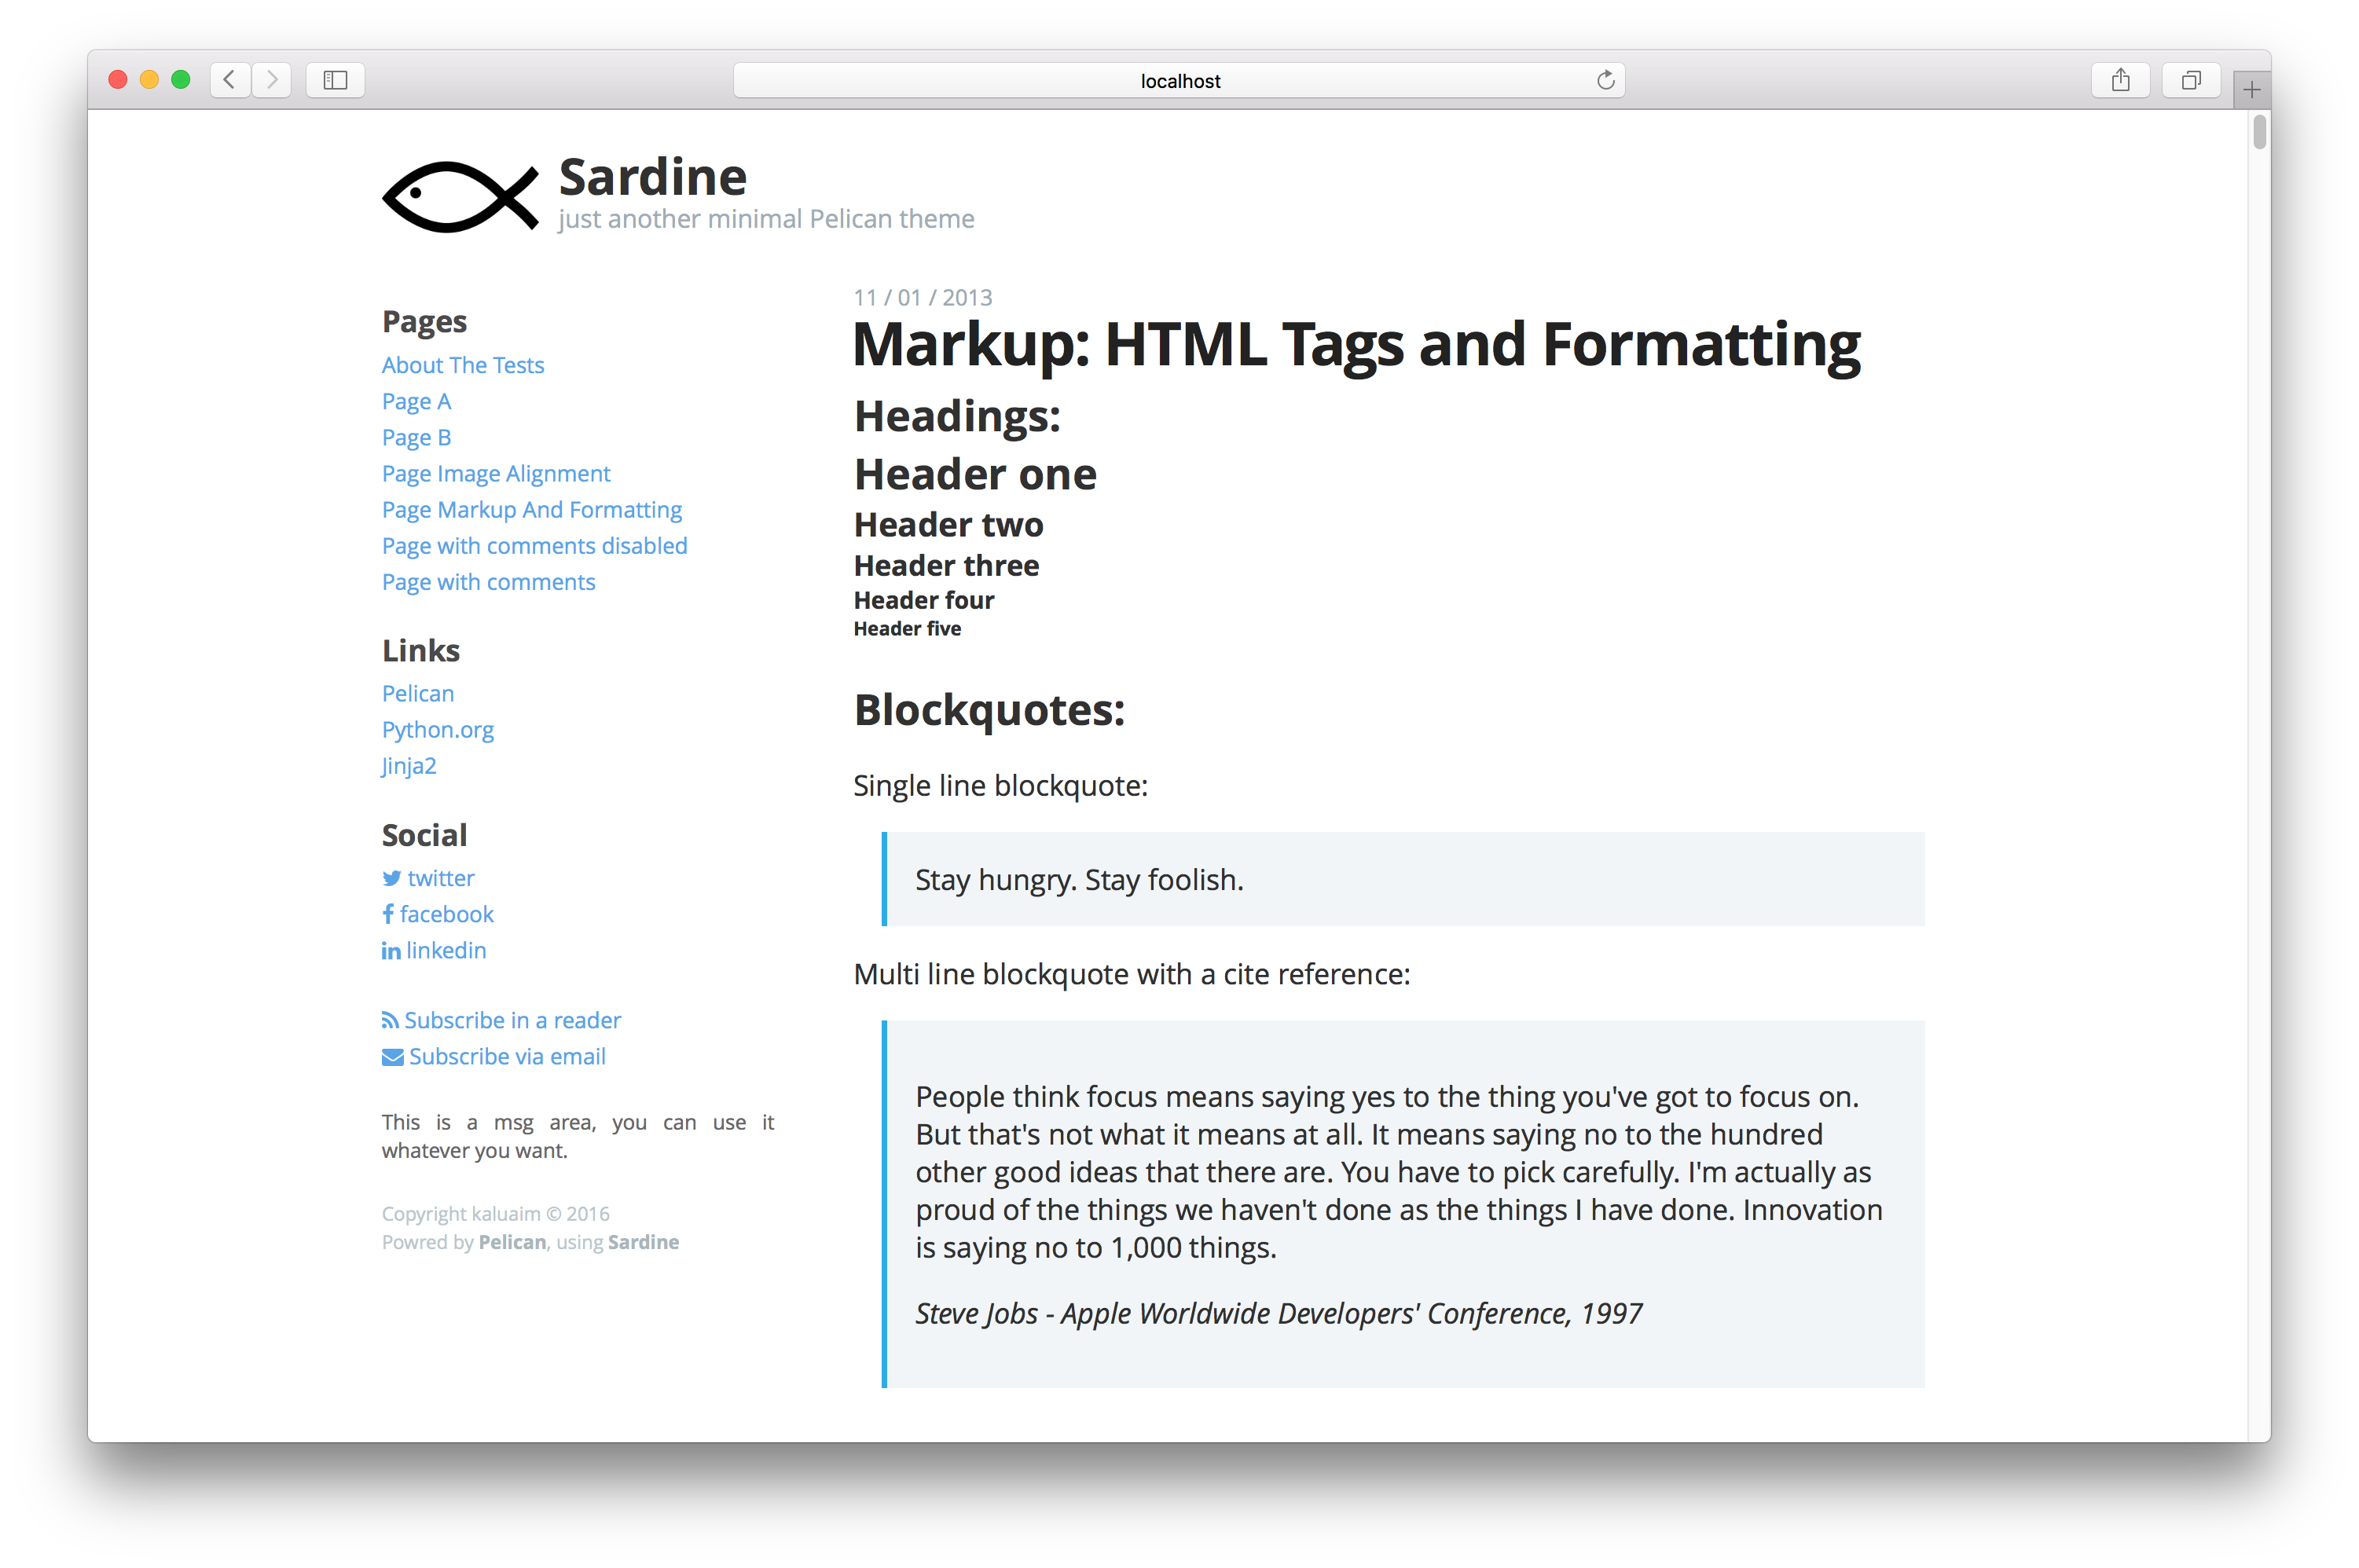 localhost
Sardine
just another minimal Pelican theme
Pages
About The Tests
Page A
Page B
Page Image Alignment
Page Markup And Formatting
Page with comments disabled
Page with comments
Links
Pelican
Python.org
Jinja2
Social
twitter
facebook
linkedin
Subscribe in a reader
Subscribe via email
This is a msg area, you can use it
whatever you want.
Copyright kaluaim © 2016
Powred by Pelican, using Sardine
11 / 01 / 2013
Markup: HTML Tags and Formatting
Headings:
Header one
Header two
Header three
Header four
Header five
Blockquotes:
Single line blockquote:
Stay hungry. Stay foolish.
Multi line blockquote with a cite reference:
People think focus means saying yes to the thing you've got to focus on.
But that's not what it means at all. It means saying no to the hundred
other good ideas that there are. You have to pick carefully. I'm actually as
proud of the things we haven't done as the things I have done. Innovation
is saying no to 1,000 things.
Steve Jobs - Apple Worldwide Developers' Conference, 1997